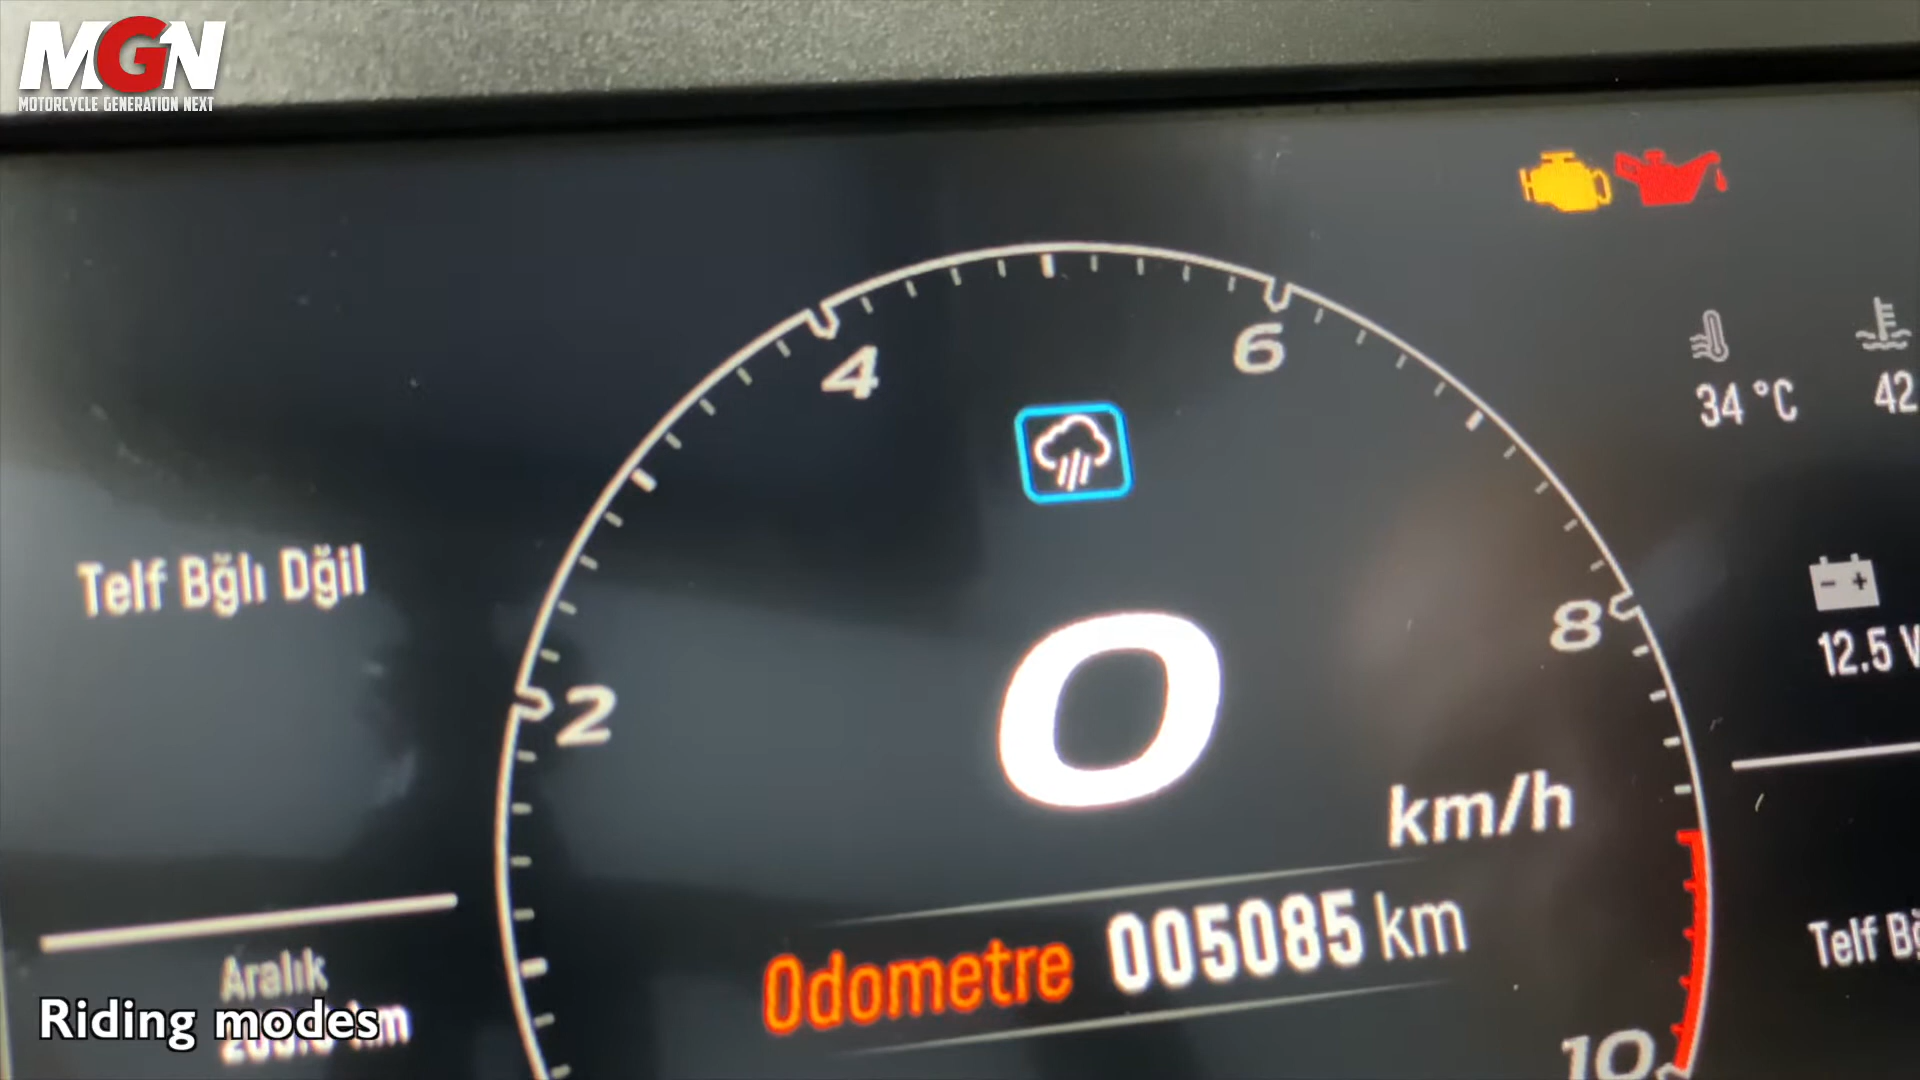 MGN
MOTORCYCLE GENERATION NEXT
4
6
34 °C
42
Telf Bğlı Dğil
8
12.5 V
2
0
km/h
Odometre 005085 km
Telf Bğ
Aralık
Riding modes
10